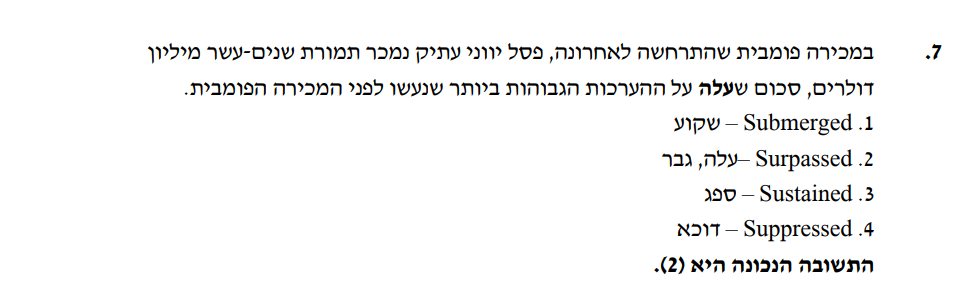 7. במכירה פומבית שהתרחשה לאחרונה, פסל יווני עתיק נמכר תמורת שנים-עשר מיליון
דולרים, סכום שעלה על ההערכות הגבוהות ביותר שנעשו לפני המכירה הפומבית.
1. Submerged – שקוע
2. Surpassed –עלה, גבר
3. Sustained – ספג
4. Suppressed – דוכא
התשובה הנכונה היא (2).